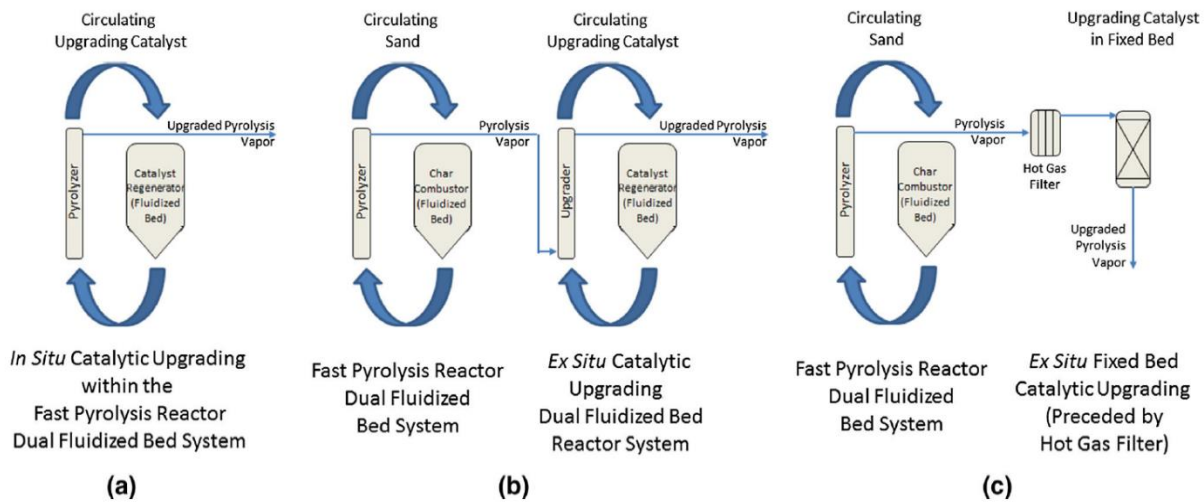 Circulating
Upgrading Catalyst
Upgraded Pyrolysis
Vapor
Pyrolyzer
Catalyst
Regenerator
(Fluidized
Bed)
In Situ Catalytic Upgrading
within the
Fast Pyrolysis Reactor
Dual Fluidized Bed System
(a)
Circulating
Sand
Pyrolysis
Vapor
Pyrolyzer
Char
Combustor
(Fluidized
Bed)
Fast Pyrolysis Reactor
Dual Fluidized
Bed System
Circulating
Upgrading Catalyst
Upgraded Pyrolysis
Vapor
Upgrader
Catalyst
Regenerator
(Fluidized
Bed)
Ex Situ Catalytic
Upgrading
Dual Fluidized Bed
Reactor System
(b)
Circulating
Sand
Pyrolysis
Vapor
Pyrolyzer
Char
Combustor
(Fluidized
Bed)
Fast Pyrolysis Reactor
Dual Fluidized
Bed System
Upgrading Catalyst
in Fixed Bed
Hot Gas
Filter
Upgraded
Pyrolysis
Vapor
Ex Situ Fixed Bed
Catalytic Upgrading
(Preceded by
Hot Gas Filter)
(c)